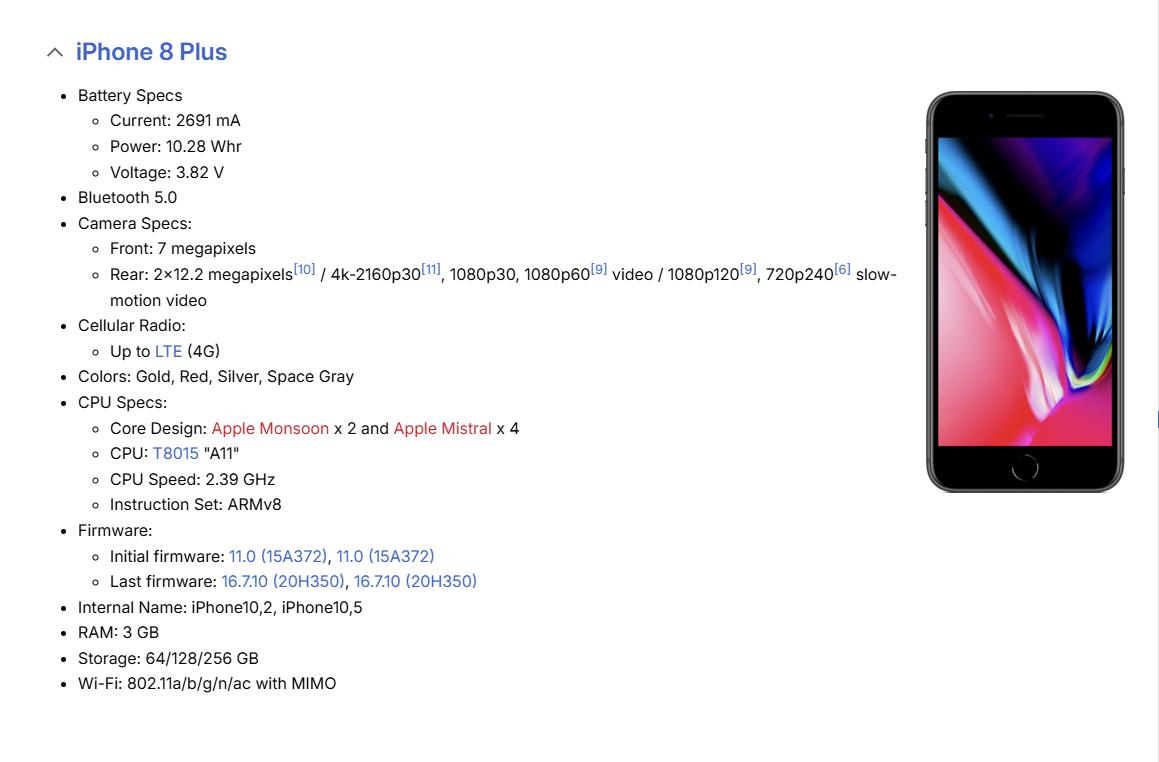 iPhone 8 Plus
Battery Specs
Current: 2691 mA
Power: 10.28 Whr
Voltage: 3.82 V
Bluetooth 5.0
Camera Specs:
Front: 7 megapixels
Rear: 2×12.2 megapixels[10] / 4k-2160p30[11], 1080p30, 1080p60[9] video / 1080p120[9], 720p240[6] slow-
motion video
Cellular Radio:
Up to LTE (4G)
Colors: Gold, Red, Silver, Space Gray
CPU Specs:
Core Design: Apple Monsoon x 2 and Apple Mistral x 4
CPU: T8015 "A11"
CPU Speed: 2.39 GHz
Instruction Set: ARMv8
Firmware:
Initial firmware: 11.0 (15A372), 11.0 (15A372)
Last firmware: 16.7.10 (20H350), 16.7.10 (20H350)
Internal Name: iPhone10,2, iPhone10,5
RAM: 3 GB
Storage: 64/128/256 GB
Wi-Fi: 802.11a/b/g/n/ac with MIMO